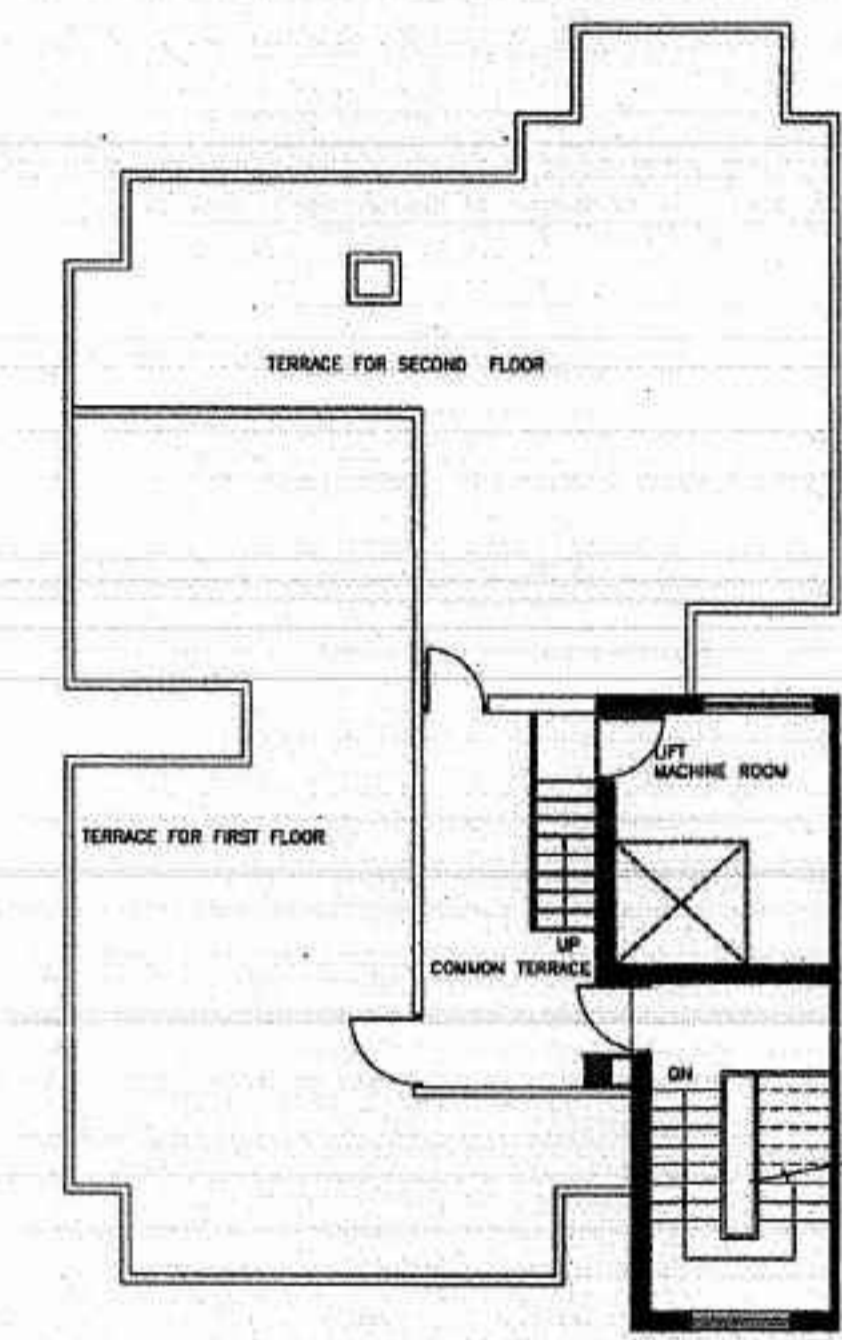 TERRACE FOR SECOND FLOOR
LIFT
MACHINE ROOM
TERRACE FOR FIRST FLOOR
UP
COMMON TERRACE
DN